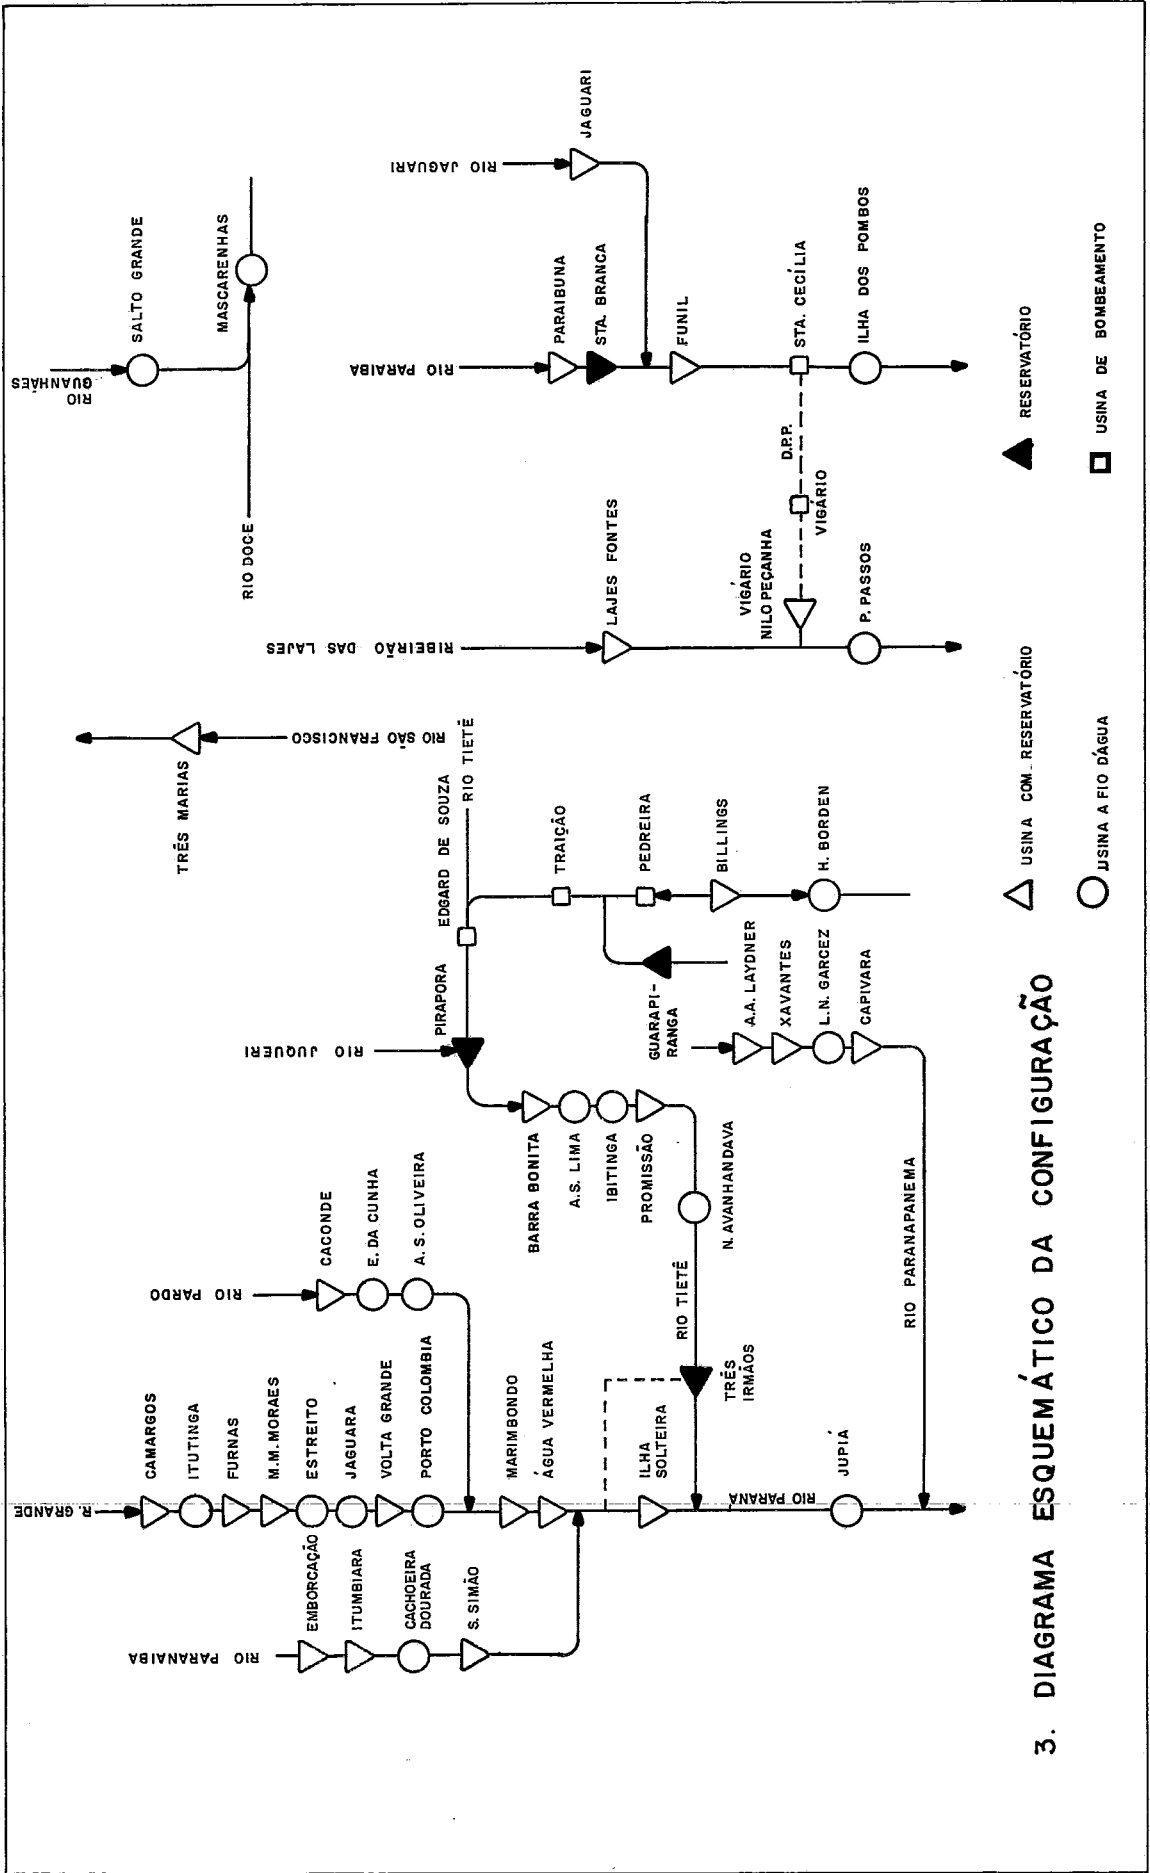 R. GRANDE
CAMARGOS
ITUTINGA
FURNAS
M.M. MORAES
ESTREITO
JAGUARA
VOLTA GRANDE
PORTO COLOMBIA
MARIMBONDO
ÁGUA VERMELHA
ILHA
SOLTEIRA
RIO PARANÁ
JUPIÁ
RIO PARANAIBA
EMBORCAÇÃO
ITUMBIARA
CACHOEIRA
DOURADA
S. SIMÃO
RIO PARDO
CACONDE
E. DA CUNHA
A. S. OLIVEIRA
RIO JUQUERI
PIRAPORA
EDGARD DE SOUZA
RIO TIETÊ
BARRA BONITA
A.S. LIMA
IBITINGA
PROMISSÃO
N. AVANHANDAVA
RIO TIETÊ
TRÊS
IRMÃOS
TRAIÇÃO
PEDREIRA
BILLINGS
H. BORDEN
GUARAPI-
RANGA
A.A. LAYDNER
XAVANTES
L.N. GARCEZ
CAPIVARA
RIO PARANAPANEMA
TRÊS MARIAS
RIO SÃO FRANCISCO
RIO
GUANHÃES
SALTO GRANDE
MASCARENHAS
RIO DOCE
RIBEIRÃO DAS LAJES
LAJES FONTES
VIGÁRIO
NILO PEÇANHA
P. PASSOS
VIGÁRIO
D.P.P.
RIO PARAIBA
PARAIBUNA
STA. BRANCA
FUNIL
STA. CECÍLIA
ILHA DOS POMBOS
RIO JAGUARI
JAGUARI
USINA COM RESERVATÓRIO
RESERVATÓRIO
USINA A FIO D'ÁGUA
USINA DE BOMBEAMENTO
3. DIAGRAMA ESQUEMÁTICO DA CONFIGURAÇÃO